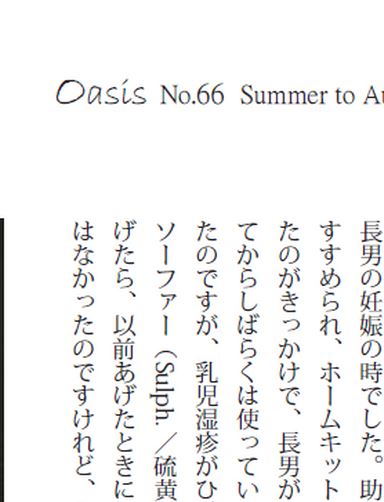 Oasis No.66 Summer to Au
長男の妊娠の時でした。助
すすめられ、ホームキット
たのがきっかけで、長男が
てからしばらくは使ってい
たのですが、乳児湿疹がひ
ソーファー（Sulph.／硫黄
げたら、以前あげたときに
はなかったのですけれど、